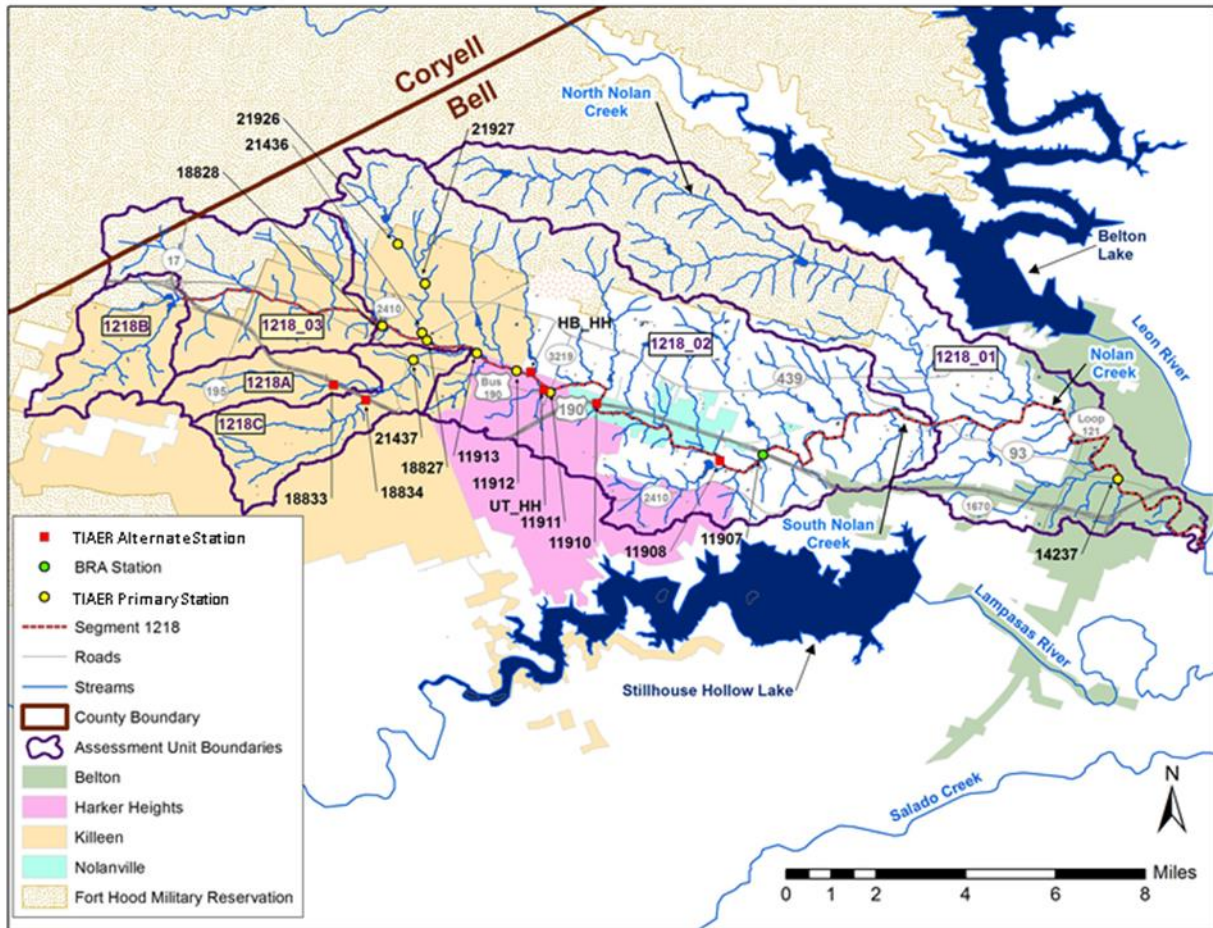 Coryell
Bell
North Nolan
Creek
21926
21436
21927
18828
17
Belton
Lake
1218B
1218_03
2410
HB_HH
1218_02
1218_01
Leon River
Nolan
Creek
3219
439
1218A
195
Bus
190
190
Loop
121
1218C
93
21437
18827
11913
11912
UT_HH
11911
11910
11908
11907
2410
1670
18833
18834
South Nolan
Creek
14237
TIAER Alternate Station
BRA Station
TIAER Primary Station
Segment 1218
Roads
Streams
County Boundary
Assessment Unit Boundaries
Belton
Harker Heights
Killeen
Nolanville
Fort Hood Military Reservation
Stillhouse Hollow Lake
Lampasas River
Salado Creek
N
Miles
0 1 2 4 6 8